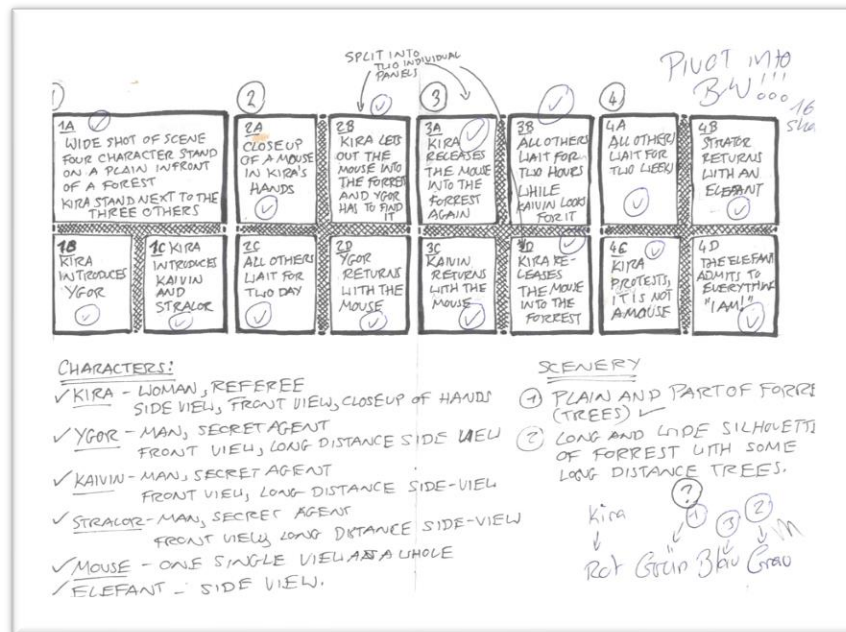 SPLIT INTO
TWO INDIVIDUAL
PANELS
PIVOT INTO
B/W!!!
16
1
2
3
4
1A
WIDE SHOT OF SCENE
FOUR CHARACTER STAND
ON A PLAIN INFRONT
OF A FOREST
KIRA STAND NEXT TO THE
THREE OTHERS
1B
KIRA
INTRODUCES
YGOR
1C KIRA
INTRODUCES
KAIVIN
AND
STRALOR
2A
CLOSEUP
OF A MOUSE
IN KIRA'S
HANDS
2B
KIRA LETS
OUT THE
MOUSE INTO
THE FORREST
AND YGOR
HAS TO FIND
IT
2C
ALL OTHERS
WAIT FOR
TWO DAY
2D
YGOR
RETURNS
WITH THE
MOUSE
3A
KIRA
RELEASES
THE MOUSE
INTO THE
FORREST
AGAIN
3B
ALL OTHERS
WAIT FOR
TWO HOURS
WHILE
KAIVIN LOOKS
FOR IT
3C
KAIVIN
RETURNS
WITH THE
MOUSE
3D
KIRA RE-
LEASES
THE MOUSE
INTO THE
FORREST
4A
ALL OTHERS
WAIT FOR
TWO WEEKS
4B
RETURNS
WITH AN
ELEFANT
4C
KIRA
PROTESTS,
IT IS NOT
A MOUSE
4D
THE ELEFAN
ADMITS TO
EVERYTHING
"I AM!"
CHARACTERS:
✓ KIRA - WOMAN, REFEREE
SIDE VIEW, FRONT VIEW, CLOSEUP OF HANDS
✓ YGOR - MAN, SECRET AGENT
FRONT VIEW, LONG DISTANCE SIDE VIEW
✓ KAIVIN - MAN, SECRET AGENT
FRONT VIEW, LONG DISTANCE SIDE-VIEW
✓ STRALOR - MAN, SECRET AGENT
FRONT VIEW, LONG DISTANCE SIDE-VIEW
✓ MOUSE - ONE SINGLE VIEW AS A WHOLE
✓ ELEFANT - SIDE VIEW.
SCENERY
1 PLAIN AND PART OF FORRE
(TREES) ✓
2 LONG AND WIDE SILHOUETTE
OF FORREST WITH SOME
LONG DISTANCE TREES.
?
Kira 1 3 2
Rot Grün Blau Grau